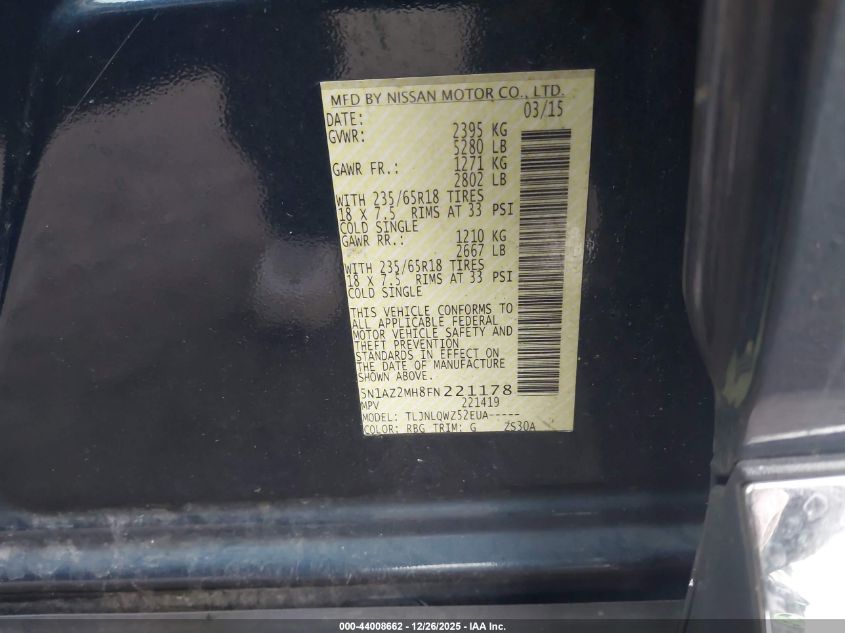 MFD BY NISSAN MOTOR CO., LTD.
DATE: 03/15
GVWR: 2395 KG
5280 LB
GAWR FR.: 1271 KG
2802 LB
WITH 235/65R18 TIRES
18 X 7.5 RIMS AT 33 PSI
COLD SINGLE
GAWR RR.: 1210 KG
2667 LB
WITH 235/65R18 TIRES
18 X 7.5 RIMS AT 33 PSI
COLD SINGLE
THIS VEHICLE CONFORMS TO
ALL APPLICABLE FEDERAL
MOTOR VEHICLE SAFETY AND
THEFT PREVENTION
STANDARDS IN EFFECT ON
THE DATE OF MANUFACTURE
SHOWN ABOVE.
5N1AZ2MH8FN221178
MPV 221419
MODEL: TLJNLQWZ52EUA-----
COLOR: RBG TRIM: G ZS30A
000-44008662 - 12/26/2025 - IAA Inc.